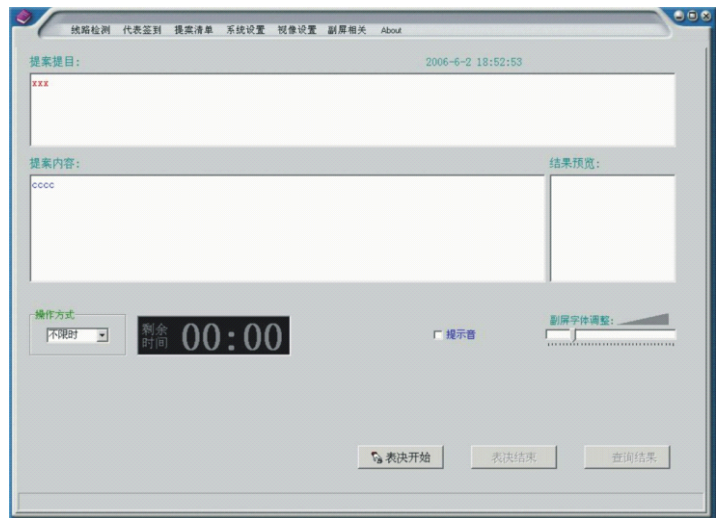 线路检测 代表签到 提案清单 系统设置 视像设置 副屏相关 About
提案提目: 2006-6-2 18:52:53
xxx
提案内容: 结果预览:
cccc
操作方式
不限时
剩余
时间 00:00
提示音
副屏字体调整:
表决开始 表决结束 查询结果